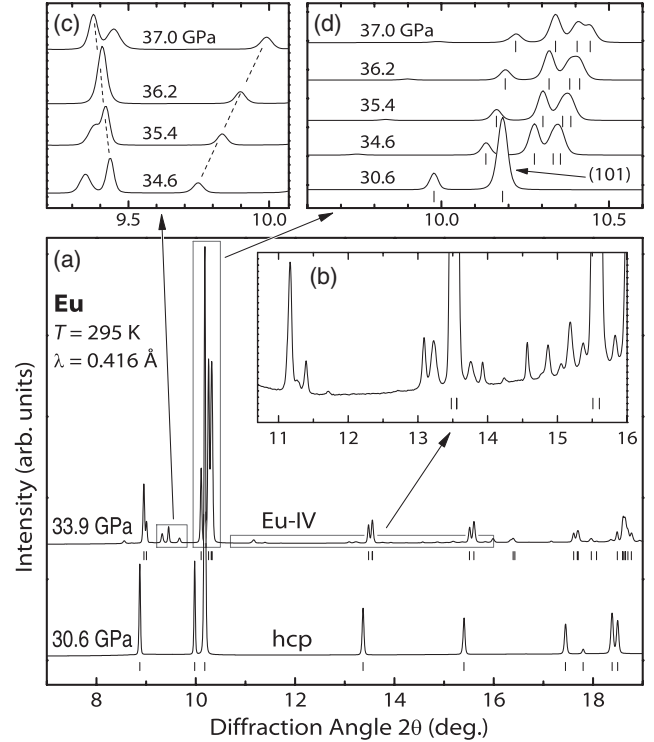 (c)
37.0 GPa
36.2
35.4
34.6
9.5 10.0
(d)
37.0 GPa
36.2
35.4
34.6
30.6
(101)
10.0 10.5
(a)
Eu
T = 295 K
λ = 0.416 Å
(b)
11 12 13 14 15 16
33.9 GPa
Eu-IV
30.6 GPa
hcp
8 10 12 14 16 18
Intensity (arb. units)
Diffraction Angle 2θ (deg.)